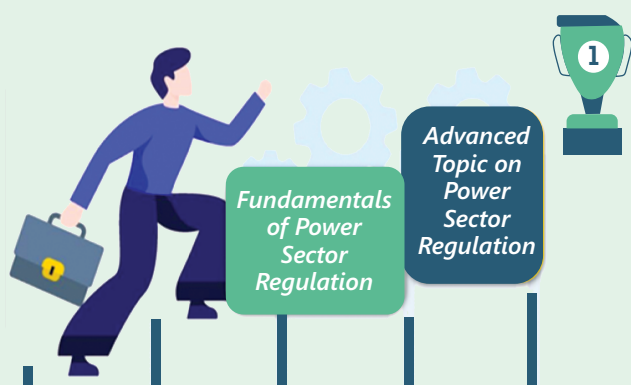 1
Advanced
Topic on
Power
Sector
Regulation
Fundamentals
of Power
Sector
Regulation